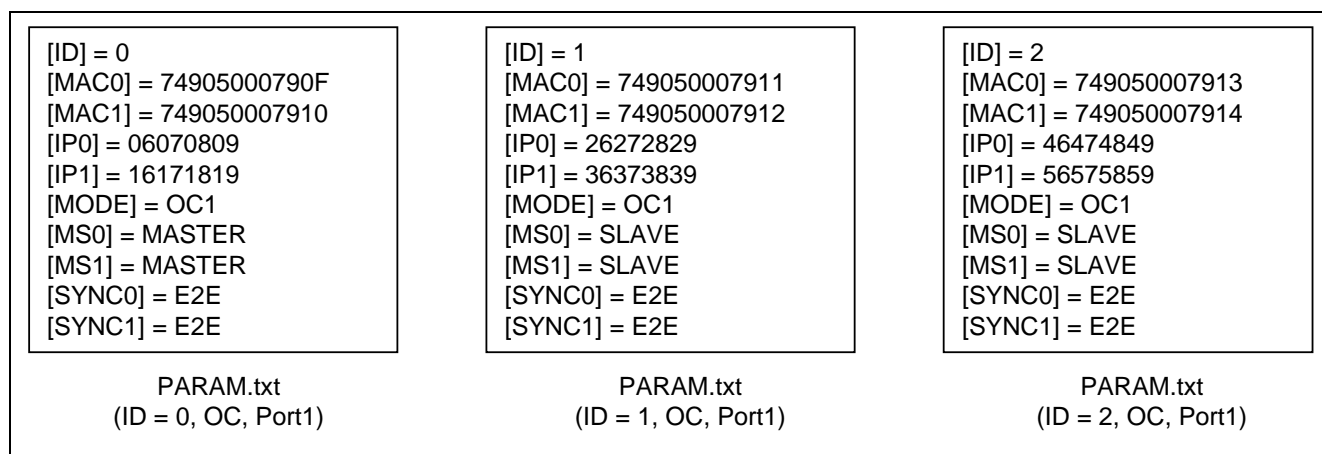 [ID] = 0
[MAC0] = 74905000790F
[MAC1] = 749050007910
[IP0] = 06070809
[IP1] = 16171819
[MODE] = OC1
[MS0] = MASTER
[MS1] = MASTER
[SYNC0] = E2E
[SYNC1] = E2E
PARAM.txt
(ID = 0, OC, Port1)
[ID] = 1
[MAC0] = 749050007911
[MAC1] = 749050007912
[IP0] = 26272829
[IP1] = 36373839
[MODE] = OC1
[MS0] = SLAVE
[MS1] = SLAVE
[SYNC0] = E2E
[SYNC1] = E2E
PARAM.txt
(ID = 1, OC, Port1)
[ID] = 2
[MAC0] = 749050007913
[MAC1] = 749050007914
[IP0] = 46474849
[IP1] = 56575859
[MODE] = OC1
[MS0] = SLAVE
[MS1] = SLAVE
[SYNC0] = E2E
[SYNC1] = E2E
PARAM.txt
(ID = 2, OC, Port1)